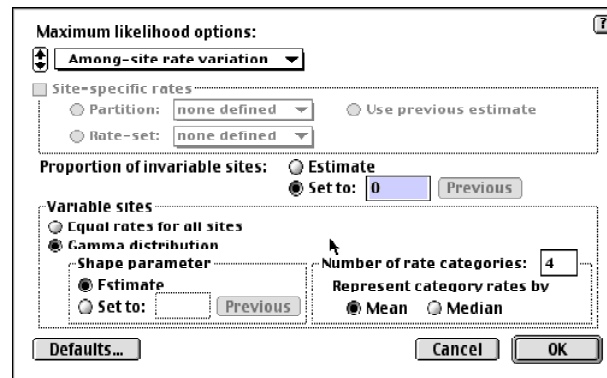 ?
Maximum likelihood options:
Among-site rate variation
Site-specific rates
Partition: none defined Use previous estimate
Rate-set: none defined
Proportion of invariable sites: Estimate
Set to: 0 Previous
Variable sites
Equal rates for all sites
Gamma distribution
Shape parameter Number of rate categories: 4
Estimate Represent category rates by
Set to: Previous Mean Median
Defaults... Cancel OK